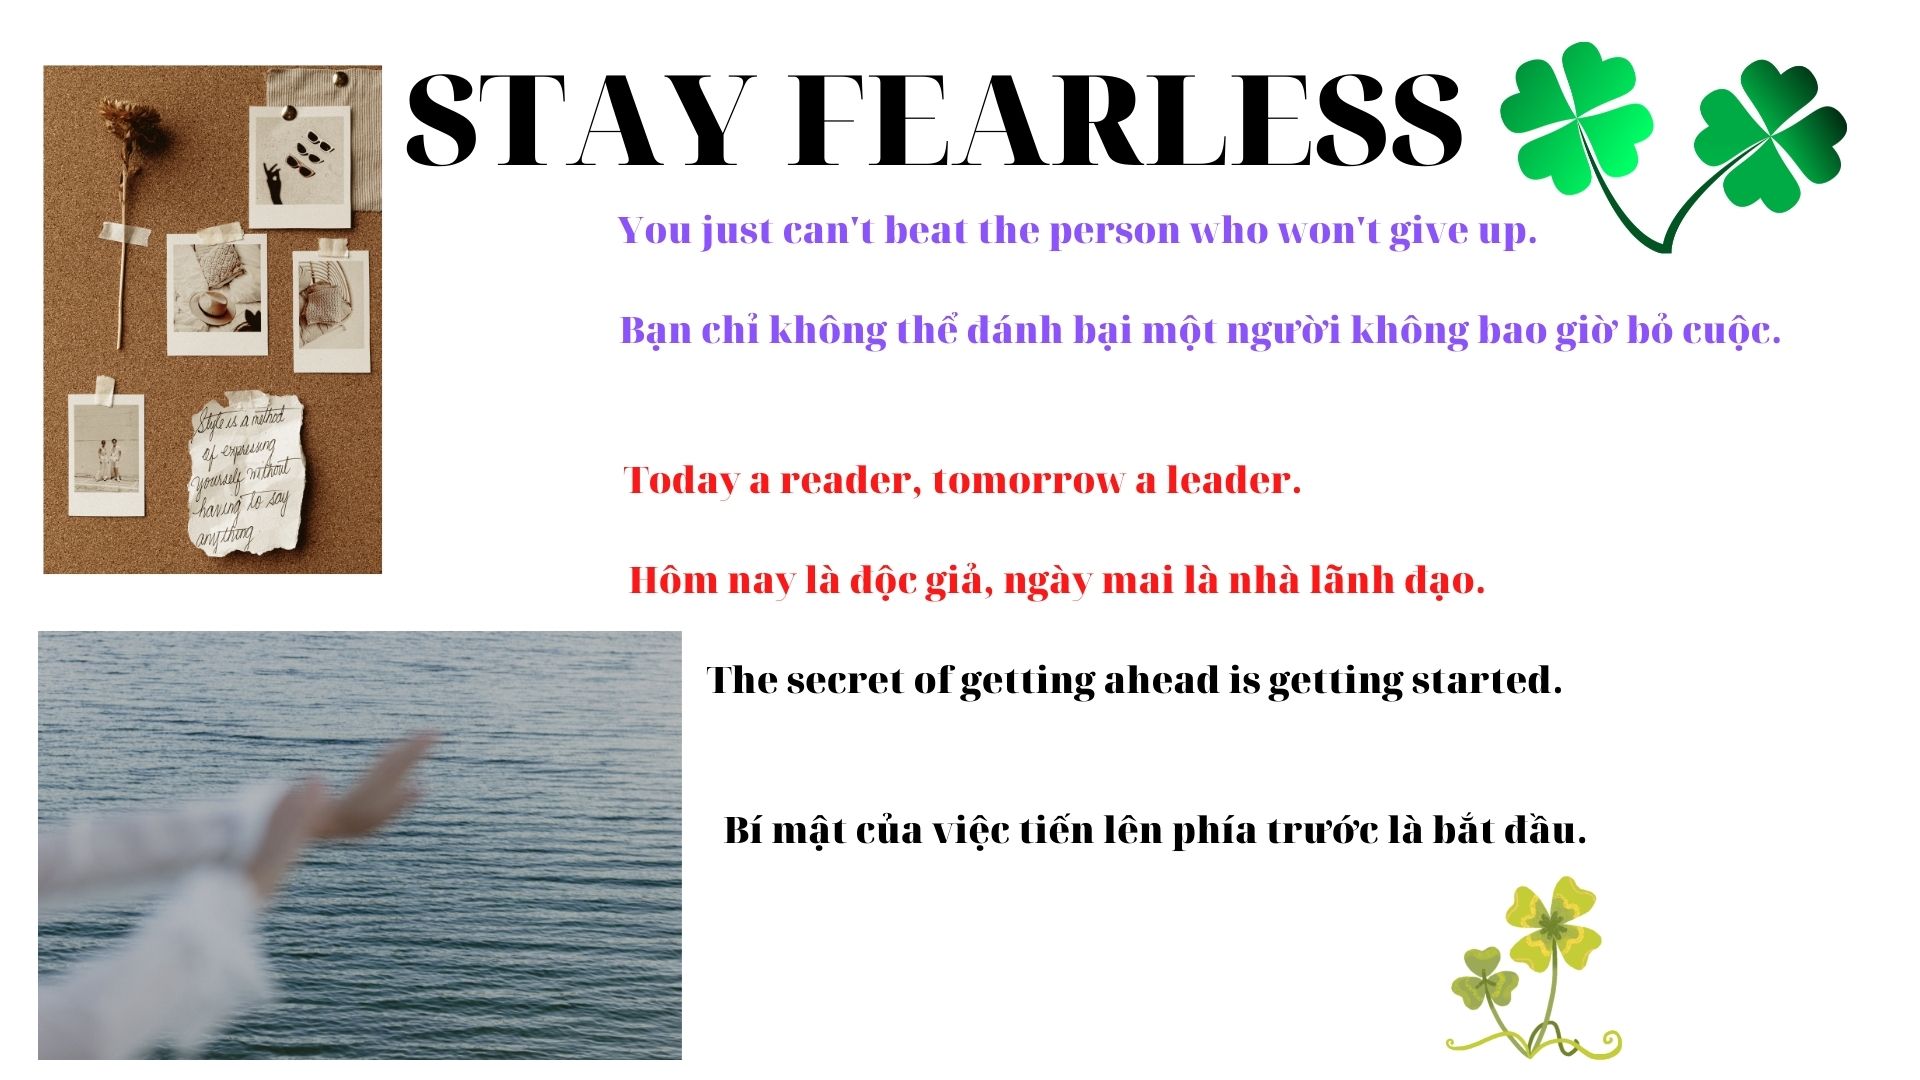 STAY FEARLESS
You just can't beat the person who won't give up.
Bạn chỉ không thể đánh bại một người không bao giờ bỏ cuộc.
Today a reader, tomorrow a leader.
Hôm nay là độc giả, ngày mai là nhà lãnh đạo.
Style is a method
of expressing
yourself without
having to say
anything
The secret of getting ahead is getting started.
Bí mật của việc tiến lên phía trước là bắt đầu.